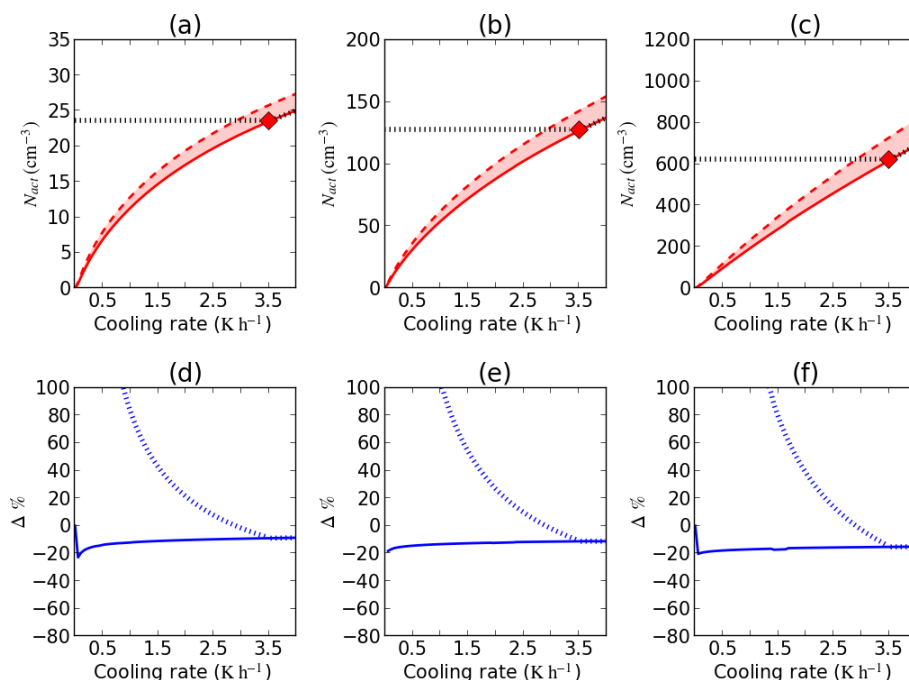 (a)
35
30
25
20
15
10
5
0
N_act (cm⁻³)
0.5 1.5 2.5 3.5
Cooling rate (K h⁻¹)
(b)
200
150
100
50
0
N_act (cm⁻³)
0.5 1.5 2.5 3.5
Cooling rate (K h⁻¹)
(c)
1200
1000
800
600
400
200
0
N_act (cm⁻³)
0.5 1.5 2.5 3.5
Cooling rate (K h⁻¹)
(d)
100
80
60
40
20
0
−20
−40
−60
−80
Δ %
0.5 1.5 2.5 3.5
Cooling rate (K h⁻¹)
(e)
100
80
60
40
20
0
−20
−40
−60
−80
Δ %
0.5 1.5 2.5 3.5
Cooling rate (K h⁻¹)
(f)
100
80
60
40
20
0
−20
−40
−60
−80
Δ %
0.5 1.5 2.5 3.5
Cooling rate (K h⁻¹)